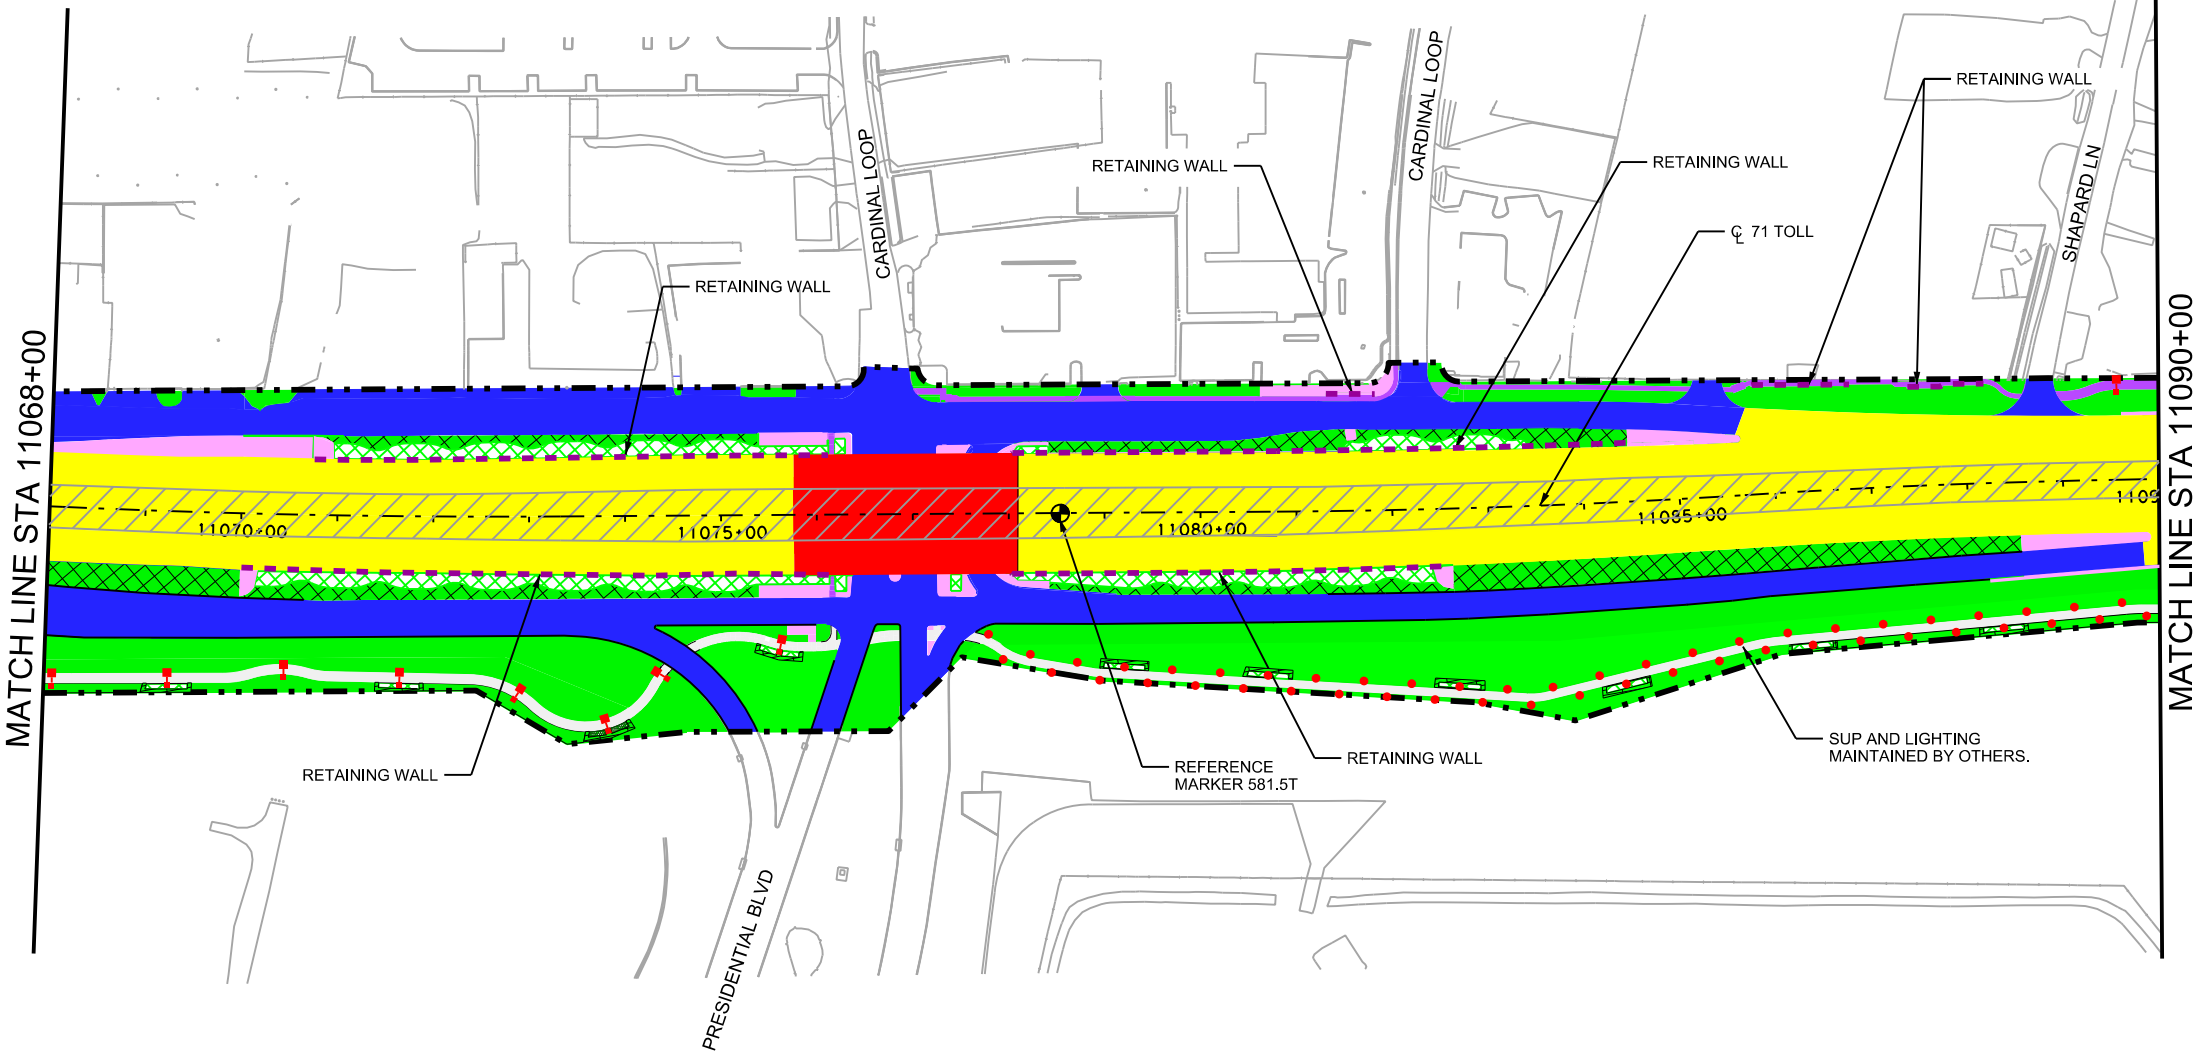 CARDINAL LOOP
CARDINAL LOOP
RETAINING WALL
RETAINING WALL
RETAINING WALL
SHAPARD LN
℄ 71 TOLL
RETAINING WALL
MATCH LINE STA 11068+00
MATCH LINE STA 11090+00
11070+00
11075+00
11080+00
11085+00
1109
RETAINING WALL
REFERENCE
MARKER 581.5T
RETAINING WALL
SUP AND LIGHTING
MAINTAINED BY OTHERS.
PRESIDENTIAL BLVD